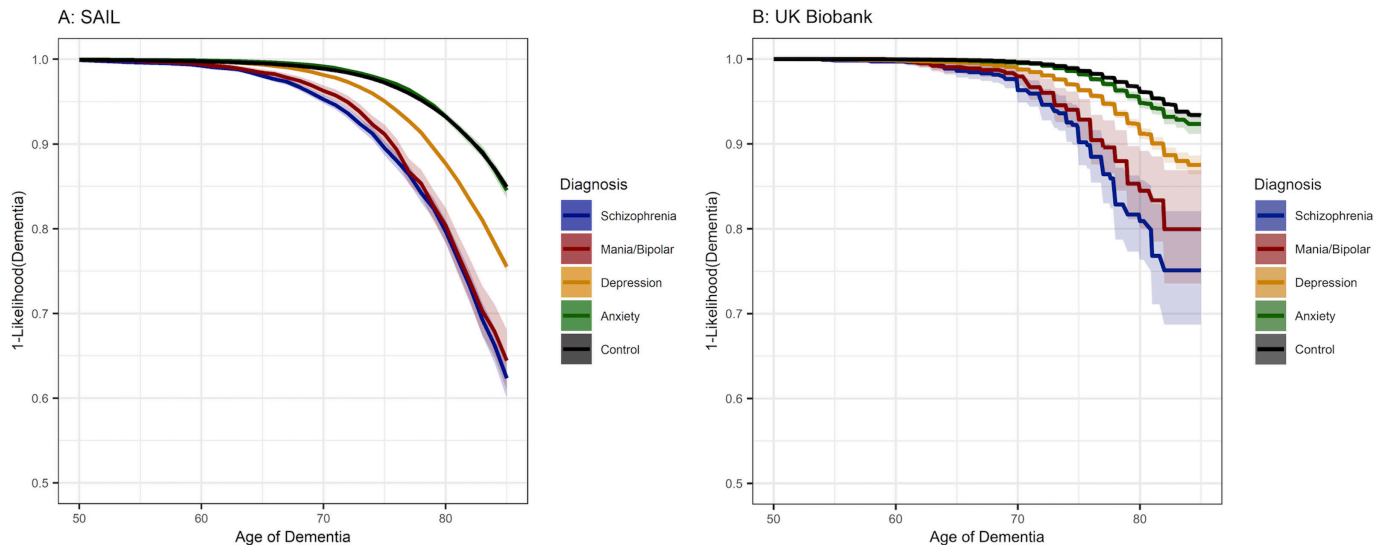 A: SAIL
1-Likelihood(Dementia)
1.0
0.9
0.8
0.7
0.6
0.5
50
60
70
80
Age of Dementia
Diagnosis
Schizophrenia
Mania/Bipolar
Depression
Anxiety
Control
B: UK Biobank
1-Likelihood(Dementia)
1.0
0.9
0.8
0.7
0.6
0.5
50
60
70
80
Age of Dementia
Diagnosis
Schizophrenia
Mania/Bipolar
Depression
Anxiety
Control